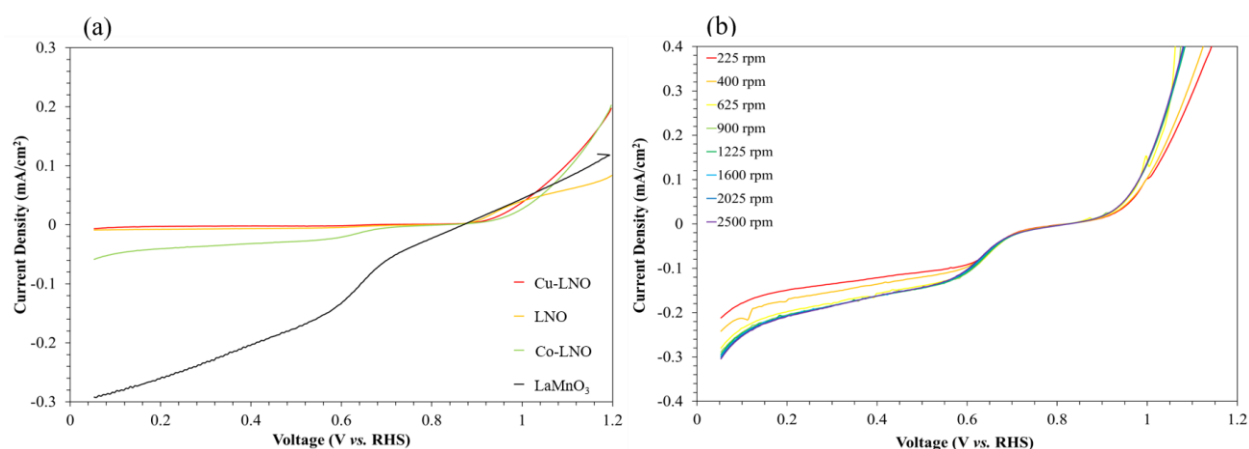 (a)
0.3
0.2
0.1
0
-0.1
-0.2
-0.3
Current Density (mA/cm²)
0 0.2 0.4 0.6 0.8 1 1.2
Voltage (V vs. RHS)
Cu-LNO
LNO
Co-LNO
LaMnO₃
(b)
0.4
0.3
0.2
0.1
0
-0.1
-0.2
-0.3
-0.4
Current Density (mA/cm²)
0 0.2 0.4 0.6 0.8 1 1.2
Voltage (V vs. RHS)
225 rpm
400 rpm
625 rpm
900 rpm
1225 rpm
1600 rpm
2025 rpm
2500 rpm